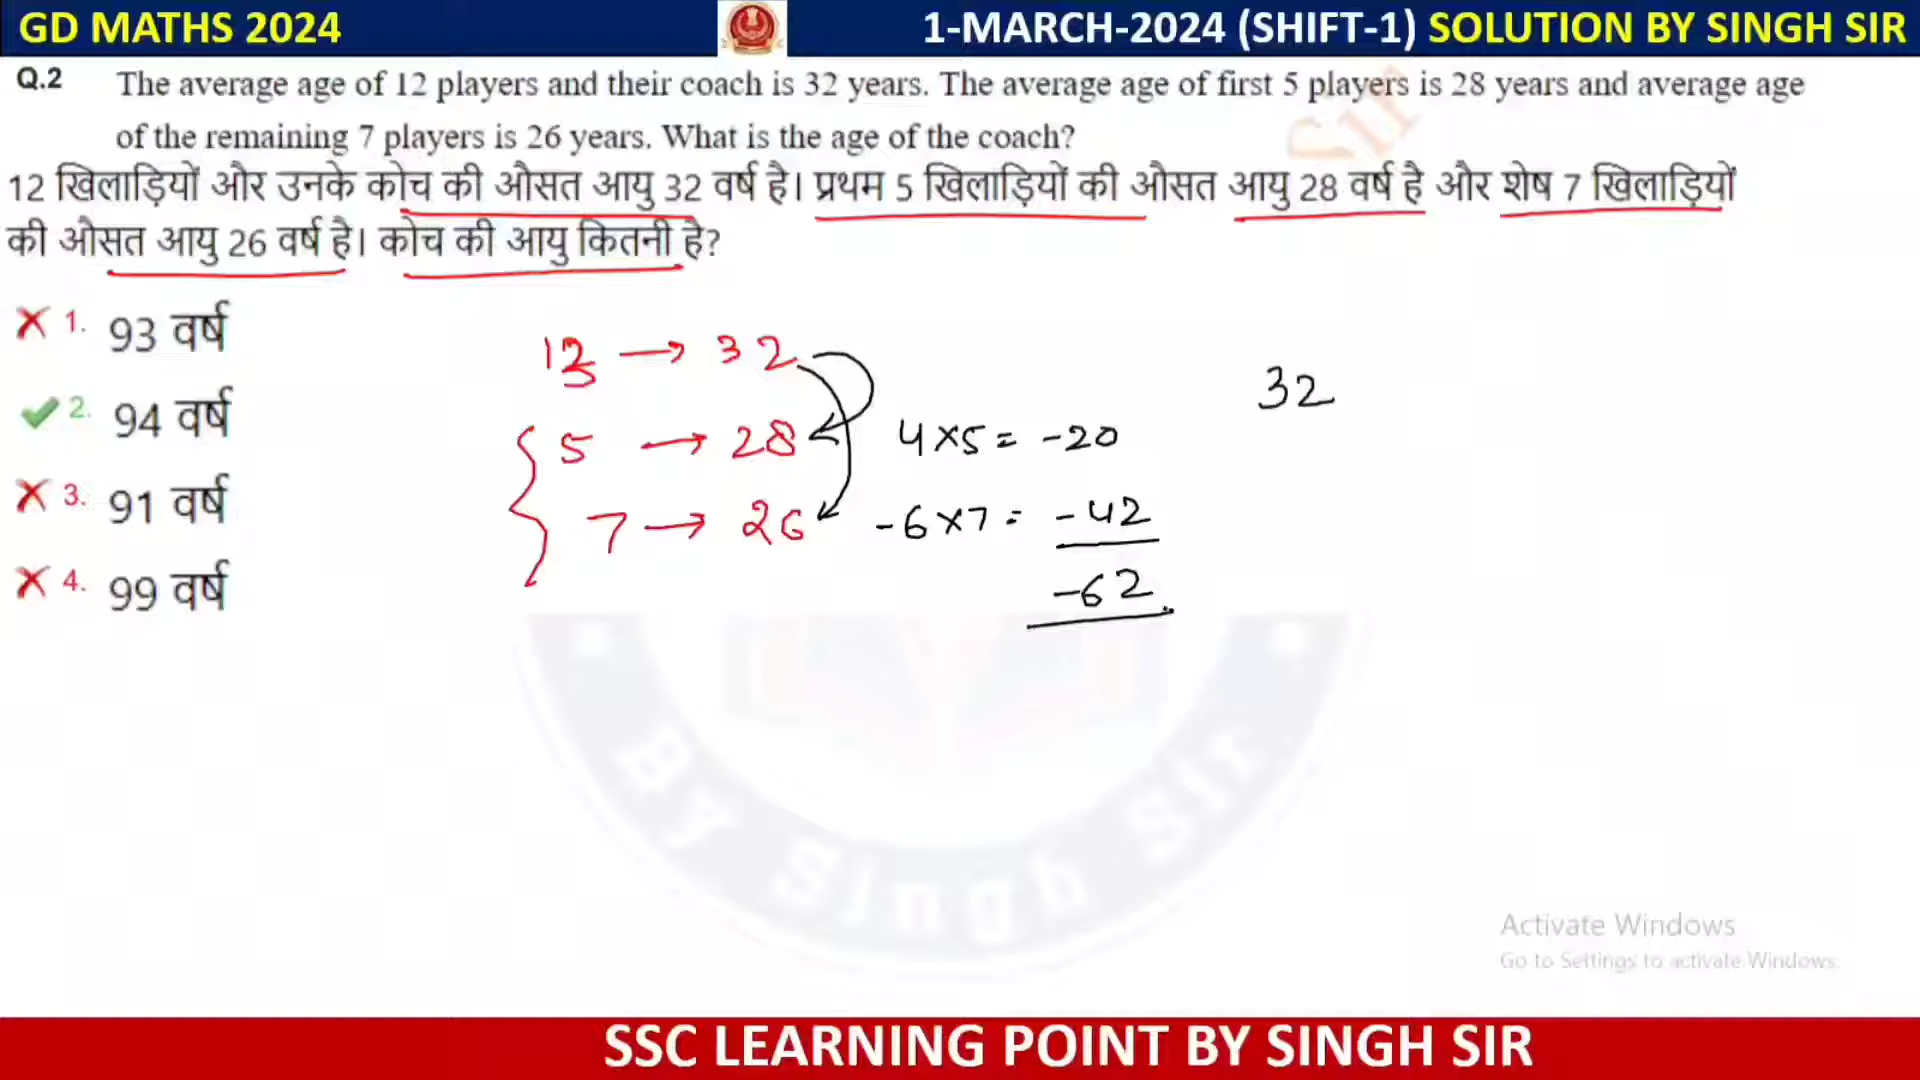 GD MATHS 2024
1-MARCH-2024 (SHIFT-1) SOLUTION BY SINGH SIR
Q.2 The average age of 12 players and their coach is 32 years. The average age of first 5 players is 28 years and average age
of the remaining 7 players is 26 years. What is the age of the coach?
12 खिलाड़ियों और उनके कोच की औसत आयु 32 वर्ष है। प्रथम 5 खिलाड़ियों की औसत आयु 28 वर्ष है और शेष 7 खिलाड़ियों
की औसत आयु 26 वर्ष है। कोच की आयु कितनी है?
1. 93 वर्ष
2. 94 वर्ष
3. 91 वर्ष
4. 99 वर्ष
13 → 32
5 → 28 4×5 = -20
7 → 26 -6×7 = -42
-62
32
Sir
By Singh Sir
Activate Windows
Go to Settings to activate Windows.
SSC LEARNING POINT BY SINGH SIR